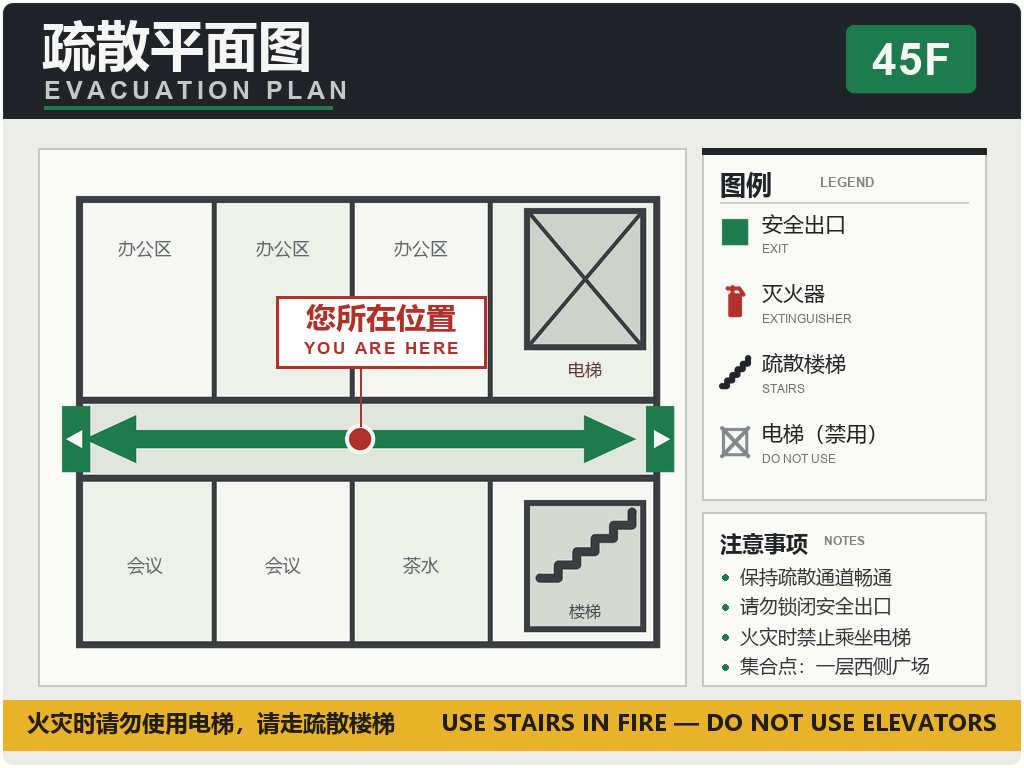 疏散平面图
EVACUATION PLAN
45F
办公区
办公区
办公区
您所在位置
YOU ARE HERE
电梯
会议
会议
茶水
楼梯
图例 LEGEND
安全出口
EXIT
灭火器
EXTINGUISHER
疏散楼梯
STAIRS
电梯（禁用）
DO NOT USE
注意事项 NOTES
保持疏散通道畅通
请勿锁闭安全出口
火灾时禁止乘坐电梯
集合点：一层西侧广场
火灾时请勿使用电梯，请走疏散楼梯 USE STAIRS IN FIRE — DO NOT USE ELEVATORS